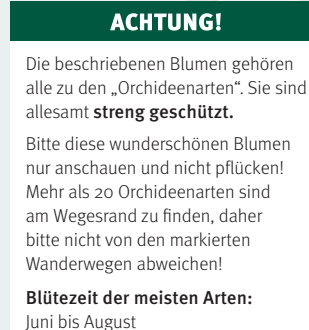 ACHTUNG!
Die beschriebenen Blumen gehören
alle zu den „Orchideenarten“. Sie sind
allesamt streng geschützt.
Bitte diese wunderschönen Blumen
nur anschauen und nicht pflücken!
Mehr als 20 Orchideenarten sind
am Wegesrand zu finden, daher
bitte nicht von den markierten
Wanderwegen abweichen!
Blütezeit der meisten Arten:
Juni bis August